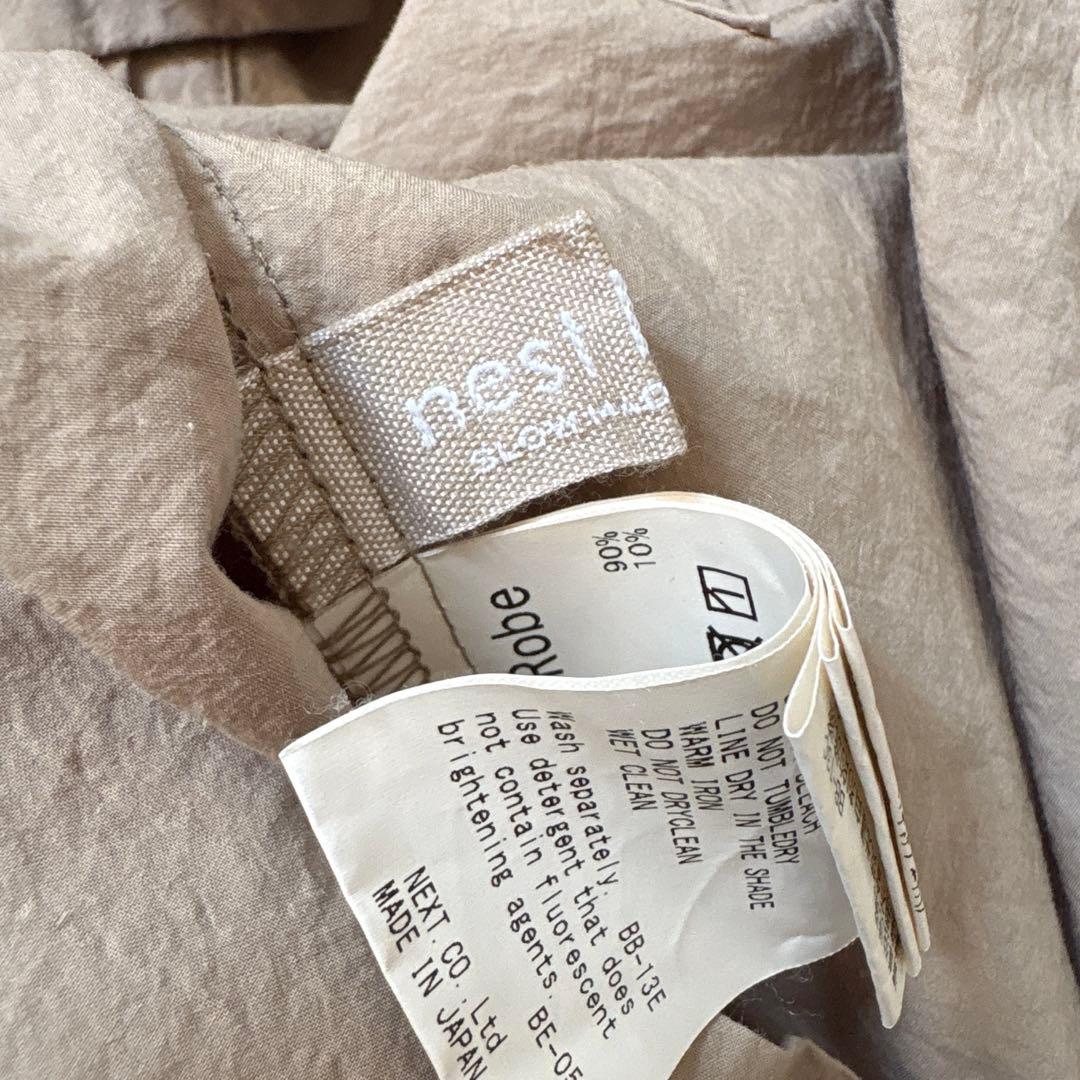 nest
SLOW
Robe
90%
10%
DO NOT TUMBLEDRY
LINE DRY IN THE SHADE
WARM IRON
DO NOT DRYCLEAN
WET CLEAN
BB-13E
Wash separately.
Use detergent that does
not contain fluorescent
brightening agents. BE-05
NEXT.CO.,Ltd
MADE IN JAPAN